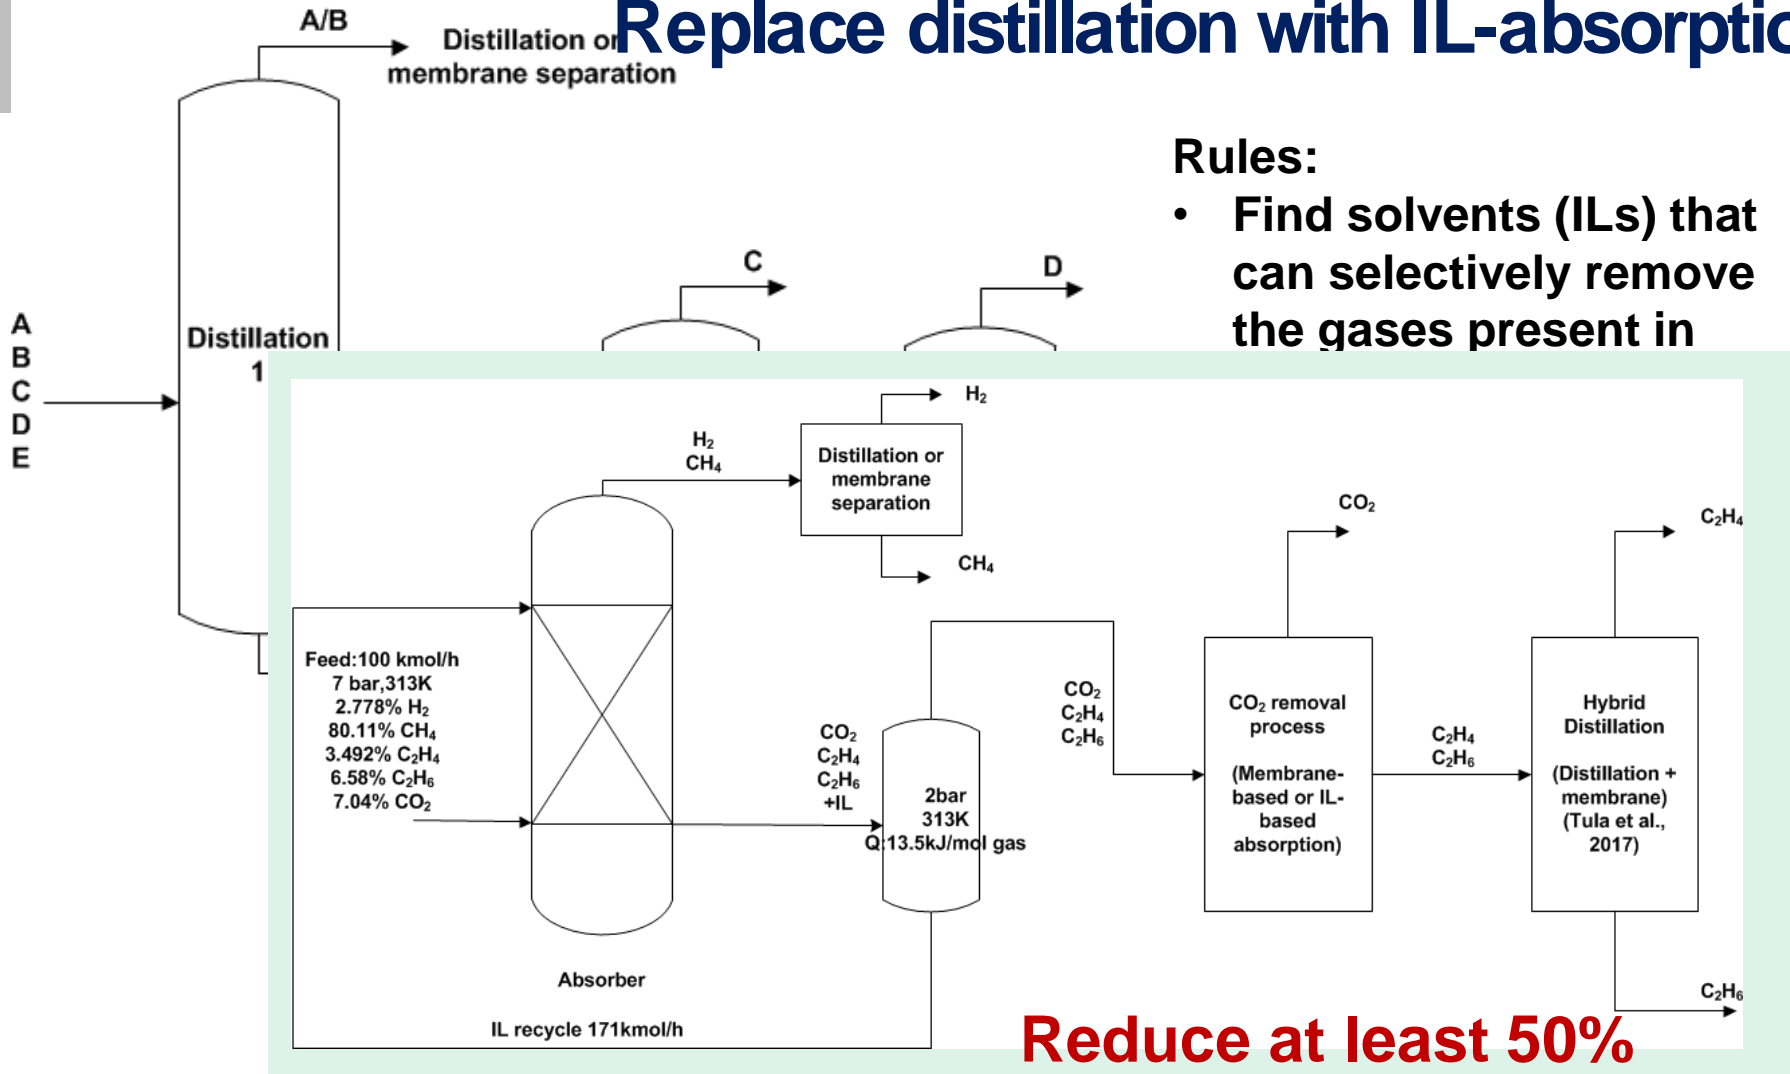 Replace distillation with IL-absorptio
A/B
Distillation or
membrane separation
Rules:
• Find solvents (ILs) that
can selectively remove
the gases present in
C
D
A
B
C
D
E
Distillation
1
H₂
H₂
CH₄
Distillation or
membrane
separation
CH₄
CO₂
C₂H₄
Feed:100 kmol/h
7 bar,313K
2.778% H₂
80.11% CH₄
3.492% C₂H₄
6.58% C₂H₆
7.04% CO₂
CO₂
C₂H₄
C₂H₆
+IL
2bar
313K
Q:13.5kJ/mol gas
CO₂
C₂H₄
C₂H₆
CO₂ removal
process
(Membrane-
based or IL-
based
absorption)
C₂H₄
C₂H₆
Hybrid
Distillation
(Distillation +
membrane)
(Tula et al.,
2017)
C₂H₆
Absorber
IL recycle 171kmol/h
Reduce at least 50%